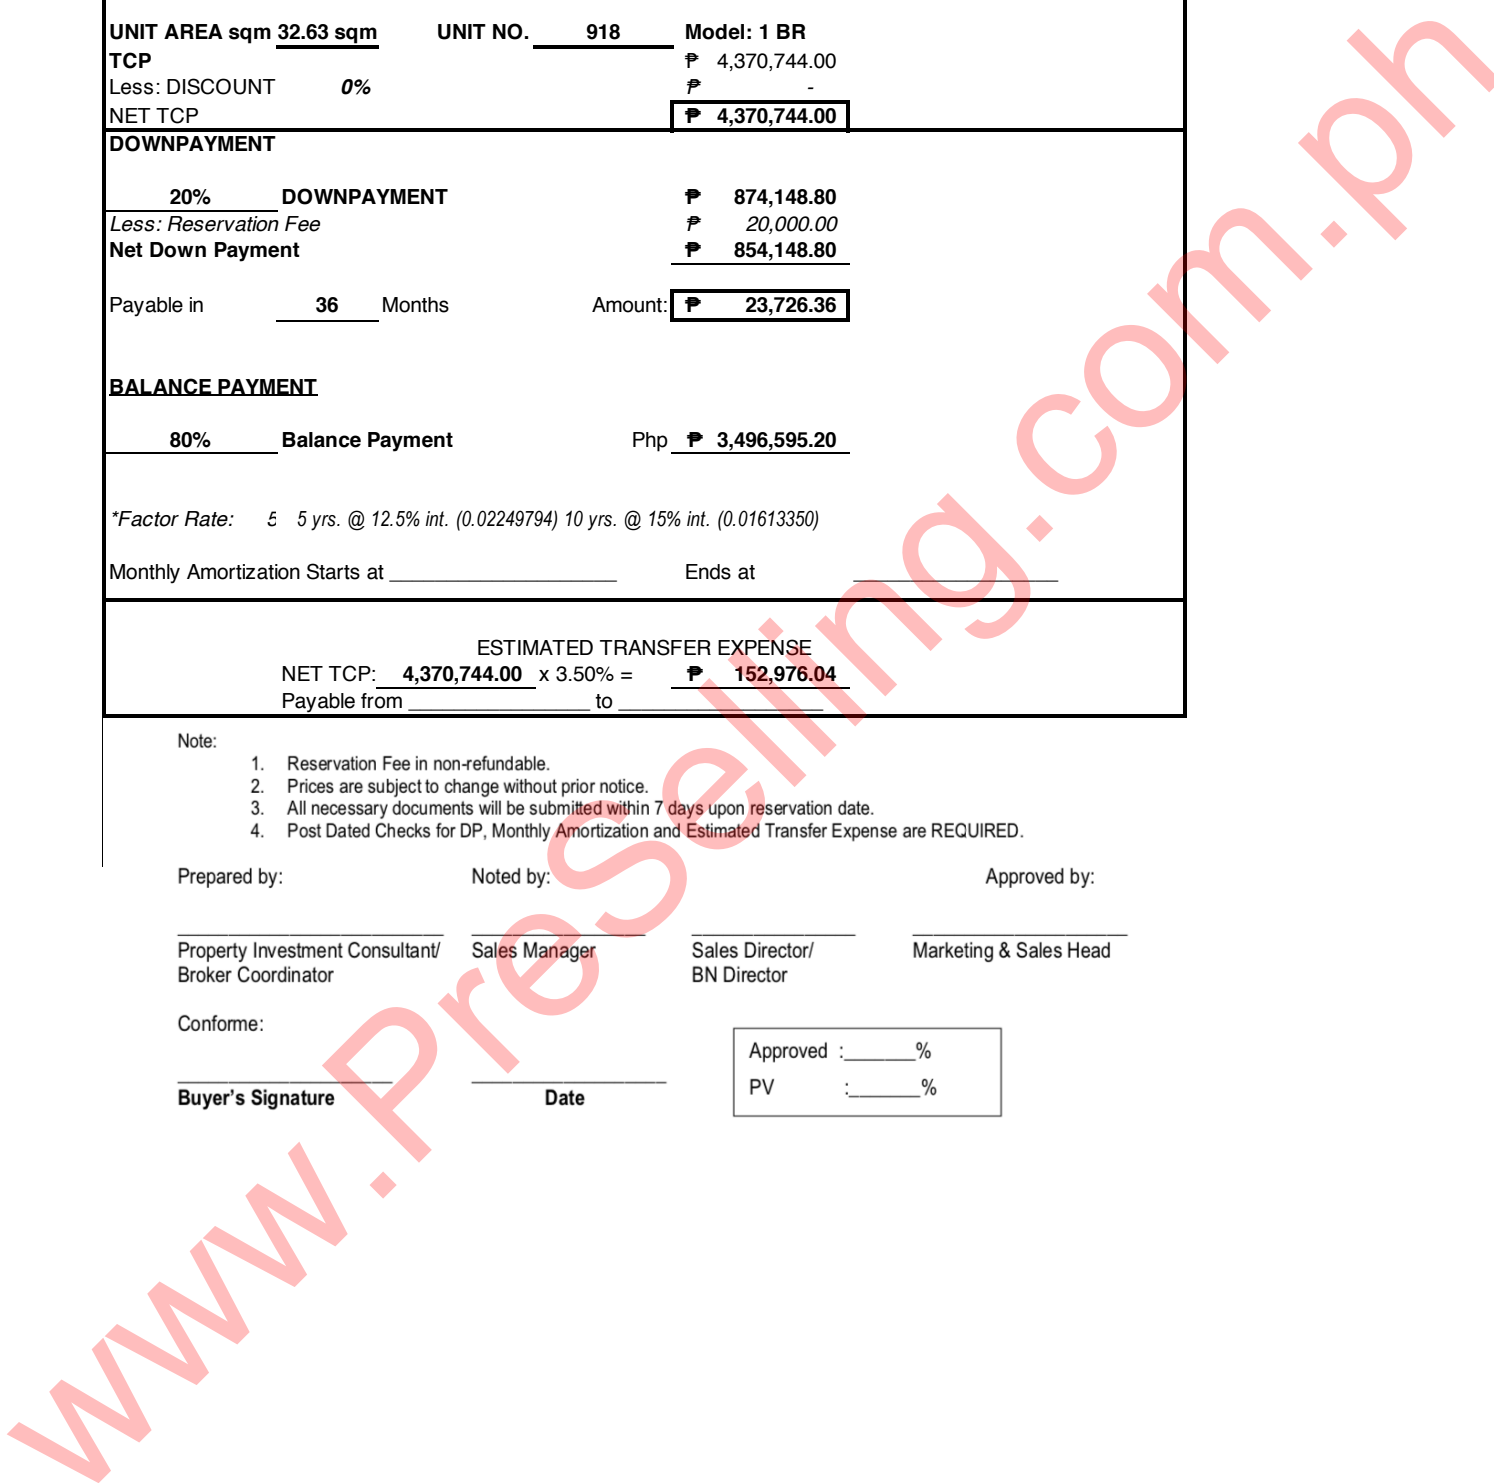 UNIT AREA sqm 32.63 sqm UNIT NO. 918 Model: 1 BR
TCP ₱ 4,370,744.00
Less: DISCOUNT 0% ₱ -
NET TCP ₱ 4,370,744.00
DOWNPAYMENT
20% DOWNPAYMENT ₱ 874,148.80
Less: Reservation Fee ₱ 20,000.00
Net Down Payment ₱ 854,148.80
Payable in 36 Months Amount: ₱ 23,726.36
BALANCE PAYMENT
80% Balance Payment Php ₱ 3,496,595.20
*Factor Rate: 5 5 yrs. @ 12.5% int. (0.02249794) 10 yrs. @ 15% int. (0.01613350)
Monthly Amortization Starts at ____________________ Ends at __________________
ESTIMATED TRANSFER EXPENSE
NET TCP: 4,370,744.00 x 3.50% = ₱ 152,976.04
Payable from ________________ to __________________
Note:
1. Reservation Fee in non-refundable.
2. Prices are subject to change without prior notice.
3. All necessary documents will be submitted within 7 days upon reservation date.
4. Post Dated Checks for DP, Monthly Amortization and Estimated Transfer Expense are REQUIRED.
Prepared by: Noted by: Approved by:
Property Investment Consultant/ Sales Manager Sales Director/ Marketing & Sales Head
Broker Coordinator BN Director
Conforme:
Approved :_______%
PV :_______%
Buyer's Signature Date
www.PreSelling.com.ph